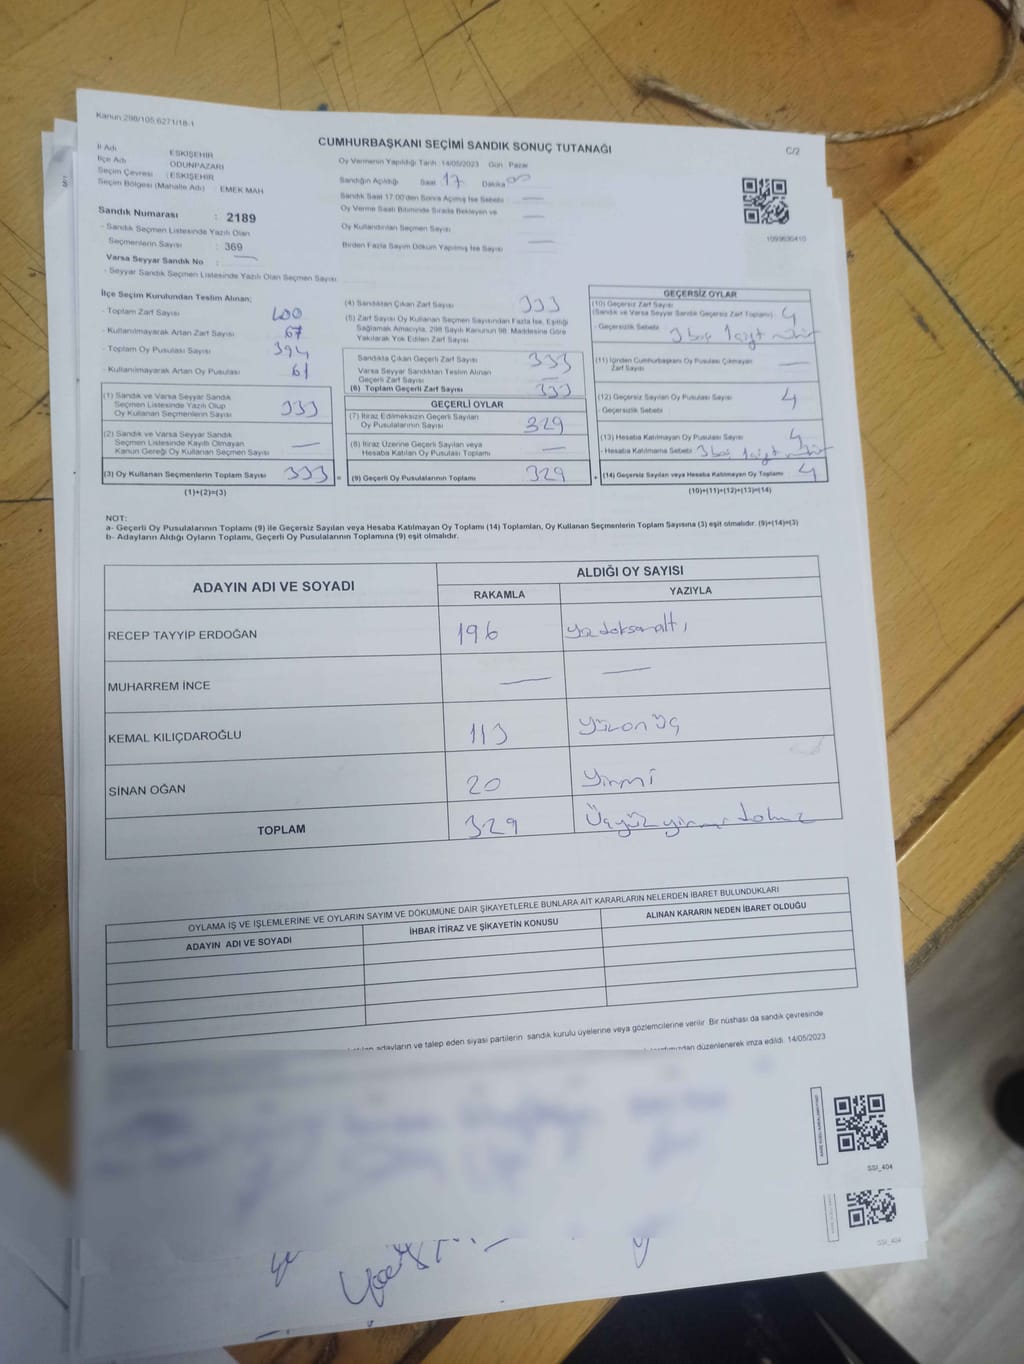 Kanun:298/105,6271/18-1
CUMHURBAŞKANI SEÇİMİ SANDIK SONUÇ TUTANAĞI
C/2
İl Adı : ESKİŞEHİR
İlçe Adı : ODUNPAZARI
Seçim Çevresi : ESKİŞEHİR
Seçim Bölgesi (Mahalle Adı) : EMEK MAH
Oy Vermenin Yapıldığı Tarih: 14/05/2023 Gün: Pazar
Sandığın Açıldığı Saat 17 Dakika 00
Sandık Saat 17:00'den Sonra Açılmış İse Sebebi
Oy Verme Saati Bitiminde Sırada Bekleyen ve
Oy Kullandırılan Seçmen Sayısı
Birden Fazla Sayım Döküm Yapılmış İse Sayısı
1099630410
Sandık Numarası : 2189
- Sandık Seçmen Listesinde Yazılı Olan
Seçmenlerin Sayısı : 369
Varsa Seyyar Sandık No :
- Seyyar Sandık Seçmen Listesinde Yazılı Olan Seçmen Sayısı
İlçe Seçim Kurulundan Teslim Alınan;
- Toplam Zarf Sayısı 400
- Kullanılmayarak Artan Zarf Sayısı 67
- Toplam Oy Pusulası Sayısı 394
- Kullanılmayarak Artan Oy Pusulası 61
(1) Sandık ve Varsa Seyyar Sandık
Seçmen Listesinde Yazılı Olup
Oy Kullanan Seçmenlerin Sayısı 333
(2) Sandık ve Varsa Seyyar Sandık
Seçmen Listesinde Kayıtlı Olmayan
Kanun Gereği Oy Kullanan Seçmen Sayısı
(3) Oy Kullanan Seçmenlerin Toplam Sayısı 333 =
(1)+(2)=(3)
(4) Sandıktan Çıkan Zarf Sayısı 333
(5) Zarf Sayısı Oy Kullanan Seçmen Sayısından Fazla İse, Eşitliği
Sağlamak Amacıyla, 298 Sayılı Kanunun 98. Maddesine Göre
Yakılarak Yok Edilen Zarf Sayısı
Sandıkta Çıkan Geçerli Zarf Sayısı 333
Varsa Seyyar Sandıktan Teslim Alınan
Geçerli Zarf Sayısı
(6) Toplam Geçerli Zarf Sayısı 333
GEÇERLİ OYLAR
(7) İtiraz Edilmeksizin Geçerli Sayılan
Oy Pusulalarının Sayısı 329
(8) İtiraz Üzerine Geçerli Sayılan veya
Hesaba Katılan Oy Pusulası Toplamı
(9) Geçerli Oy Pusulalarının Toplamı 329 +
GEÇERSİZ OYLAR
(10) Geçersiz Zarf Sayısı
(Sandık ve Varsa Seyyar Sandık Geçersiz Zarf Toplamı) 4
- Geçersizlik Sebebi 3 boş 1 çift mühür
(11) İçinden Cumhurbaşkanı Oy Pusulası Çıkmayan
Zarf Sayısı
(12) Geçersiz Sayılan Oy Pusulası Sayısı 4
- Geçersizlik Sebebi
(13) Hesaba Katılmayan Oy Pusulası Sayısı 4
- Hesaba Katılmama Sebebi 3 boş 1 çift mühür
(14) Geçersiz Sayılan veya Hesaba Katılmayan Oy Toplamı 4
(10)+(11)+(12)+(13)=(14)
NOT:
a- Geçerli Oy Pusulalarının Toplamı (9) ile Geçersiz Sayılan veya Hesaba Katılmayan Oy Toplamı (14) Toplamları, Oy Kullanan Seçmenlerin Toplam Sayısına (3) eşit olmalıdır. (9)+(14)=(3)
b- Adayların Aldığı Oyların Toplamı, Geçerli Oy Pusulalarının Toplamına (9) eşit olmalıdır.
ADAYIN ADI VE SOYADI
ALDIĞI OY SAYISI
RAKAMLA YAZIYLA
RECEP TAYYİP ERDOĞAN 196 yüzdoksanaltı
MUHARREM İNCE
KEMAL KILIÇDAROĞLU 113 yüzonüç
SİNAN OĞAN 20 yirmi
TOPLAM 329 Üçyüzyirmidokuz
OYLAMA İŞ VE İŞLEMLERİNE VE OYLARIN SAYIM VE DÖKÜMÜNE DAİR ŞİKAYETLERLE BUNLARA AİT KARARLARIN NELERDEN İBARET BULUNDUKLARI
ADAYIN ADI VE SOYADI İHBAR İTİRAZ VE ŞİKAYETİN KONUSU ALINAN KARARIN NEDEN İBARET OLDUĞU
adayların ve talep eden siyasi partilerin sandık kurulu üyelerine veya gözlemcilerine verilir. Bir nüshası da sandık çevresinde
düzenlenerek imza edildi. 14/05/2023
SSİ_404
SSİ_404